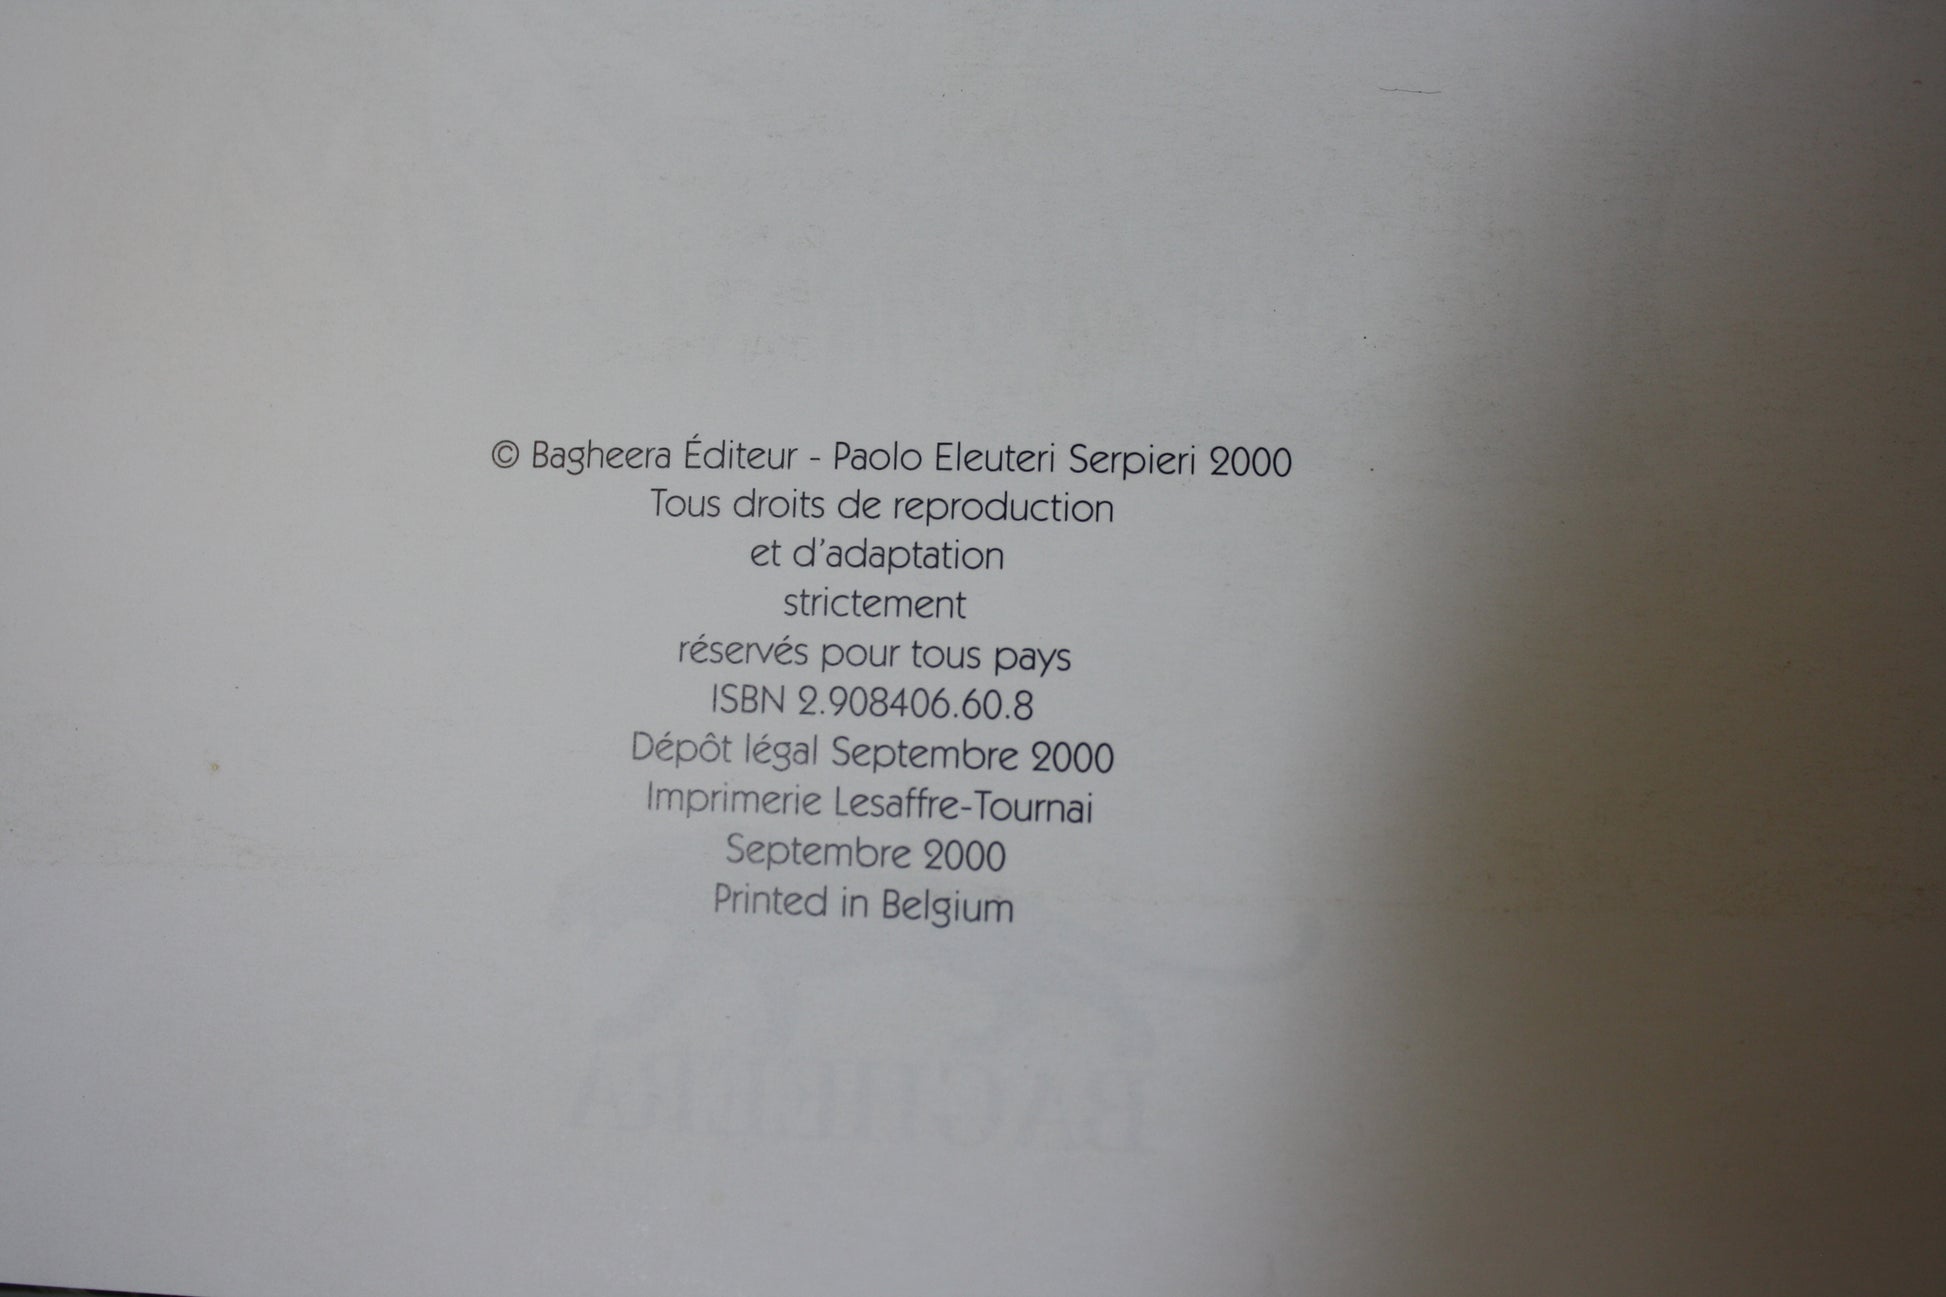 © Bagheera Éditeur - Paolo Eleuteri Serpieri 2000
Tous droits de reproduction
et d'adaptation
strictement
réservés pour tous pays
ISBN 2.908406.60.8
Dépôt légal Septembre 2000
Imprimerie Lesaffre-Tournai
Septembre 2000
Printed in Belgium
BAGHEERA